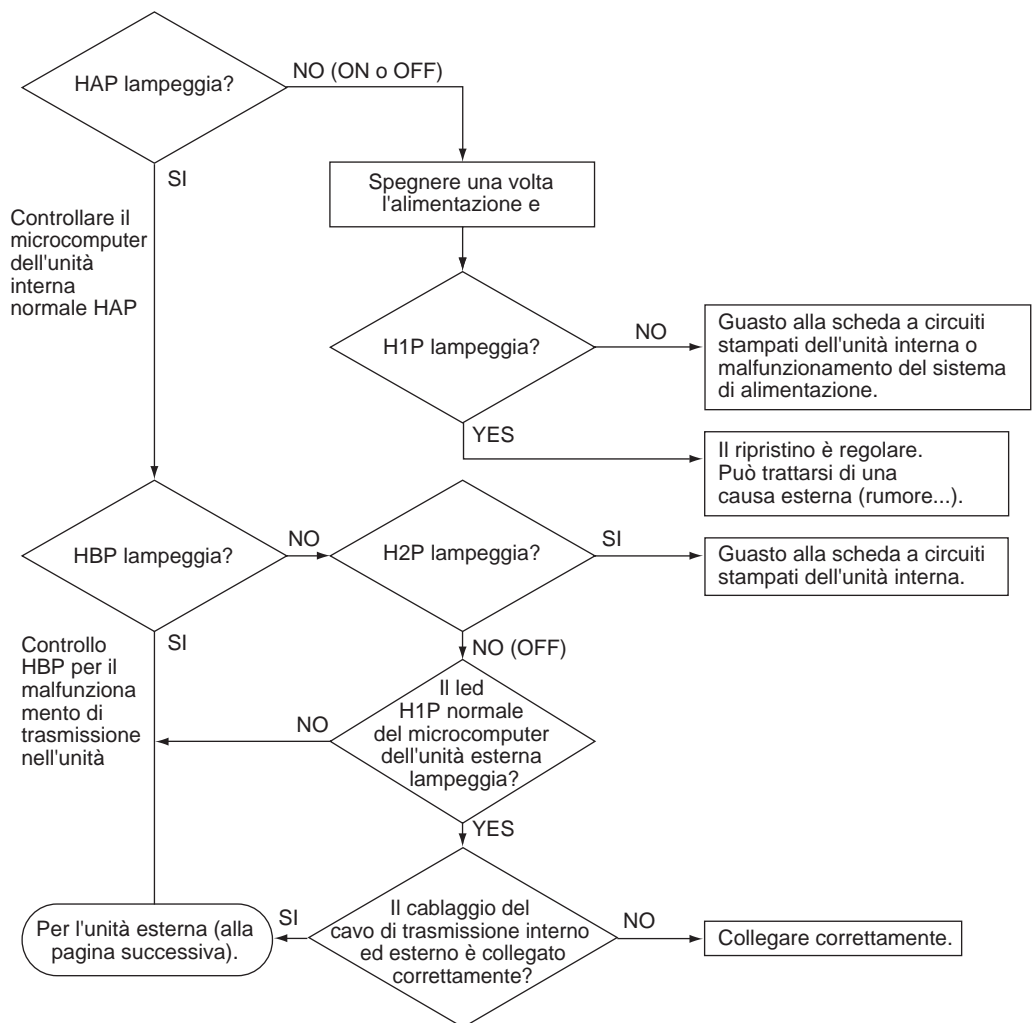 HAP lampeggia?
NO (ON o OFF)
SI
Spegnere una volta
l'alimentazione e
Controllare il
microcomputer
dell'unità
interna
normale HAP
H1P lampeggia?
NO
Guasto alla scheda a circuiti
stampati dell'unità interna o
malfunzionamento del sistema
di alimentazione.
YES
Il ripristino è regolare.
Può trattarsi di una
causa esterna (rumore...).
HBP lampeggia?
NO
H2P lampeggia?
SI
Guasto alla scheda a circuiti
stampati dell'unità interna.
SI
Controllo
HBP per il
malfunziona
mento di
trasmissione
nell'unità
NO (OFF)
Il led
H1P normale
del microcomputer
dell'unità esterna
lampeggia?
NO
YES
Il cablaggio del
cavo di trasmissione interno
ed esterno è collegato
correttamente?
SI
Per l'unità esterna (alla
pagina successiva).
NO
Collegare correttamente.